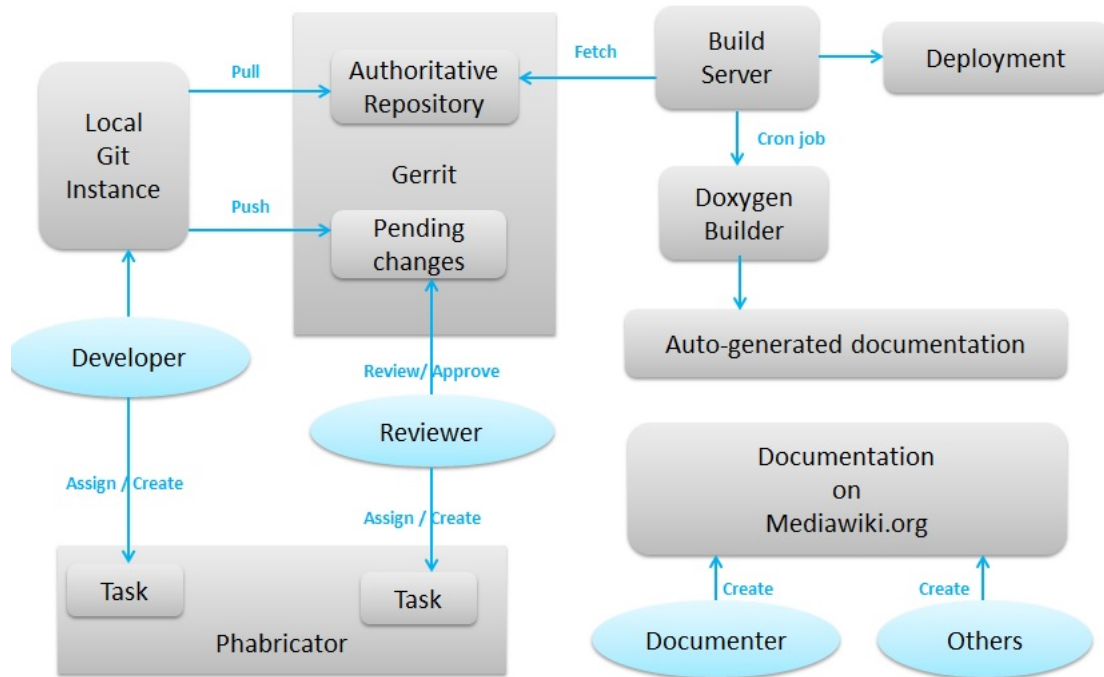 Local
Git
Instance
Pull
Push
Authoritative
Repository
Gerrit
Pending
changes
Fetch
Build
Server
Deployment
Cron job
Doxygen
Builder
Auto-generated documentation
Developer
Assign / Create
Review/ Approve
Reviewer
Assign / Create
Task
Task
Phabricator
Documentation
on
Mediawiki.org
Create
Create
Documenter
Others